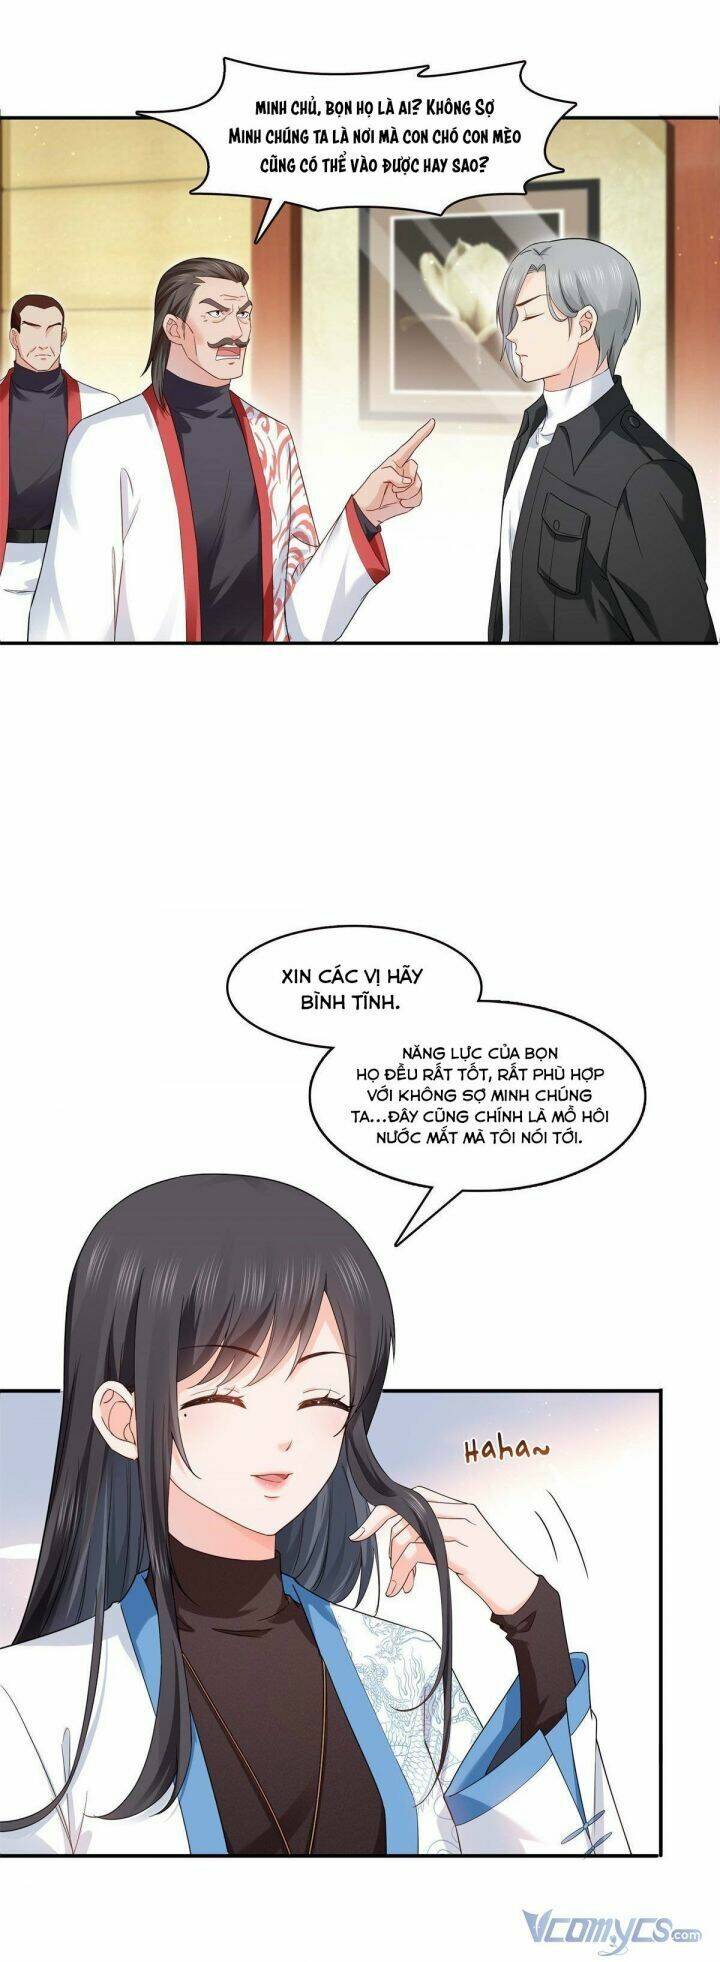 MINH CHỦ, BỌN HỌ LÀ AI? KHÔNG SỢ
MINH CHÚNG TA LÀ NƠI MÀ CON CHÓ CON MÈO
CŨNG CÓ THỂ VÀO ĐƯỢC HAY SAO?
XIN CÁC VỊ HÃY
BÌNH TĨNH.
NĂNG LỰC CỦA BỌN
HỌ ĐỀU RẤT TỐT, RẤT PHÙ HỢP
VỚI KHÔNG SỢ MINH CHÚNG
TA...ĐÂY CŨNG CHÍNH LÀ MỒ HÔI
NƯỚC MẮT MÀ TÔI NÓI TỚI.
Haha~
VCOMYCS.com